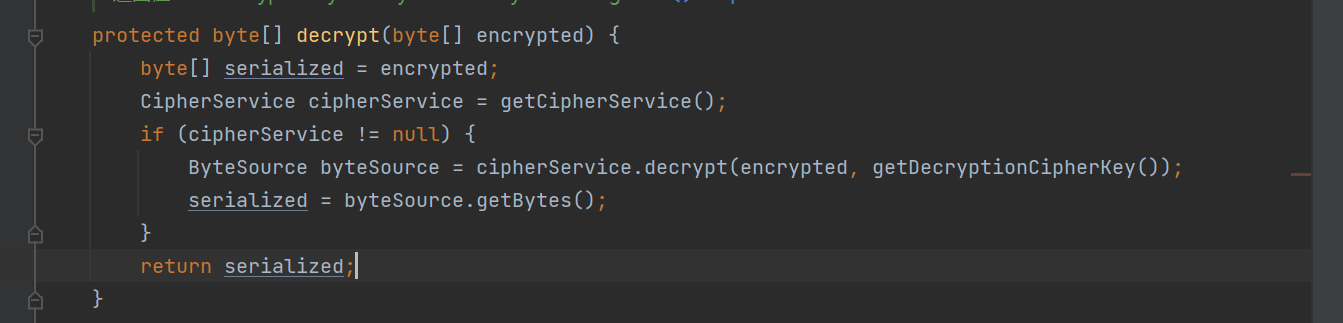 protected byte[] decrypt(byte[] encrypted) {
byte[] serialized = encrypted;
CipherService cipherService = getCipherService();
if (cipherService != null) {
ByteSource byteSource = cipherService.decrypt(encrypted, getDecryptionCipherKey());
serialized = byteSource.getBytes();
}
return serialized;
}